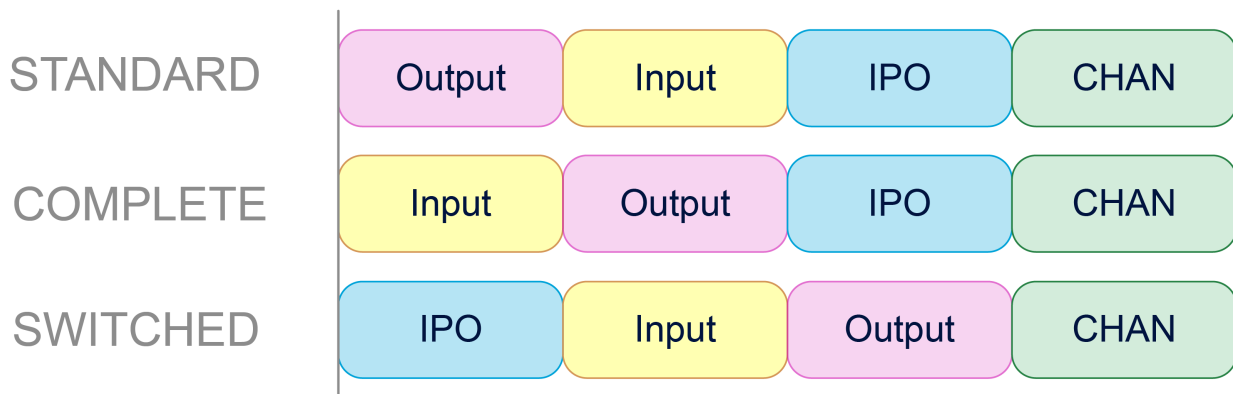 STANDARD Output Input IPO CHAN
COMPLETE Input Output IPO CHAN
SWITCHED IPO Input Output CHAN